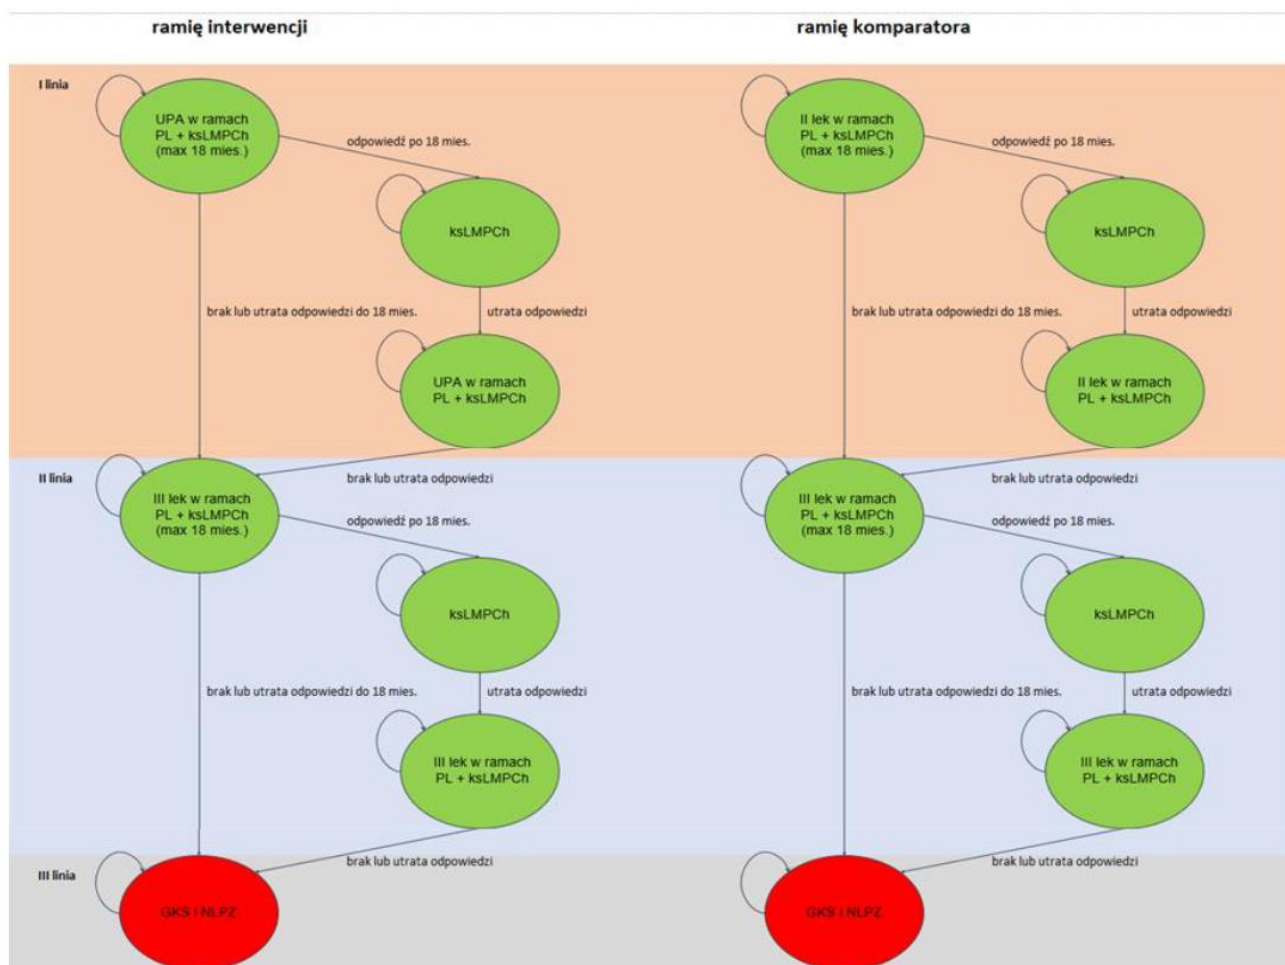 ramię interwencji
ramię komparatora
I linia
UPA w ramach
PL + ksLMPCh
(max 18 mies.)
odpowiedź po 18 mies.
ksLMPCh
brak lub utrata odpowiedzi do 18 mies.
utrata odpowiedzi
UPA w ramach
PL + ksLMPCh
brak lub utrata odpowiedzi
II lek w ramach
PL + ksLMPCh
(max 18 mies.)
odpowiedź po 18 mies.
ksLMPCh
brak lub utrata odpowiedzi do 18 mies.
utrata odpowiedzi
II lek w ramach
PL + ksLMPCh
brak lub utrata odpowiedzi
II linia
III lek w ramach
PL + ksLMPCh
(max 18 mies.)
odpowiedź po 18 mies.
ksLMPCh
brak lub utrata odpowiedzi do 18 mies.
utrata odpowiedzi
III lek w ramach
PL + ksLMPCh
brak lub utrata odpowiedzi
III lek w ramach
PL + ksLMPCh
(max 18 mies.)
odpowiedź po 18 mies.
ksLMPCh
brak lub utrata odpowiedzi do 18 mies.
utrata odpowiedzi
III lek w ramach
PL + ksLMPCh
brak lub utrata odpowiedzi
III linia
GKS I NLPZ
GKS I NLPZ